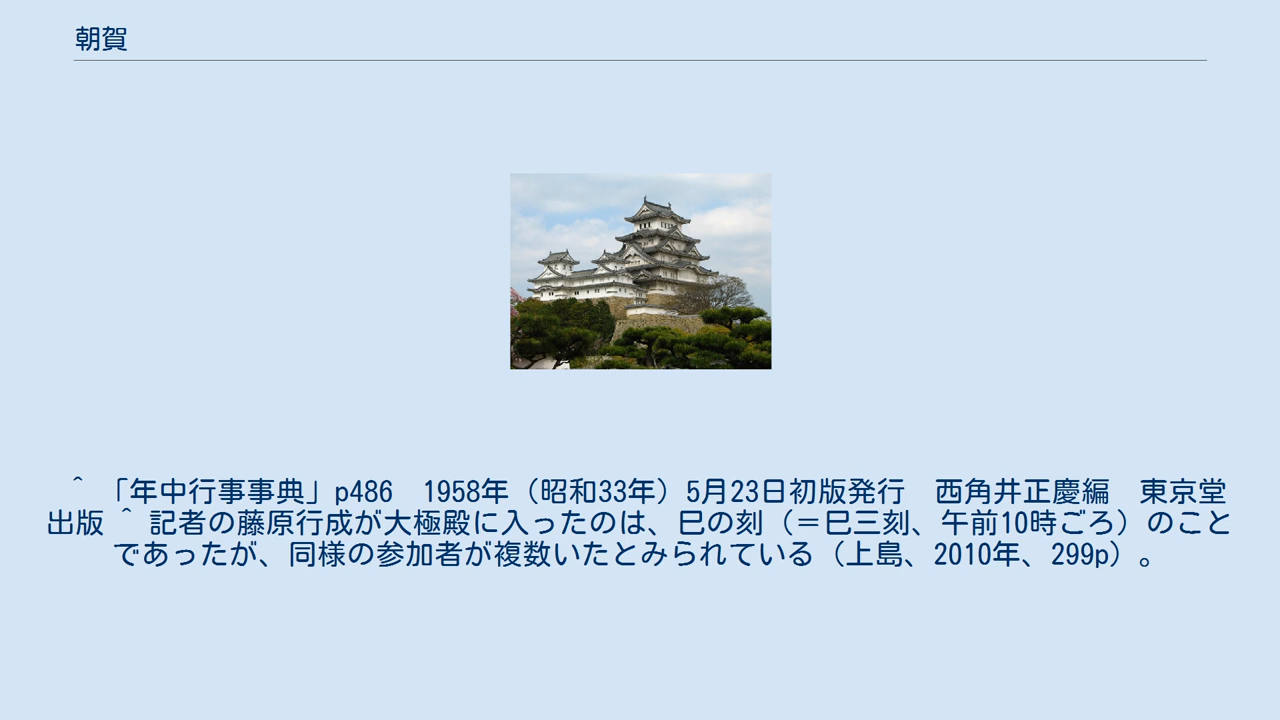 朝賀
^ 「年中行事事典」p486　1958年（昭和33年）5月23日初版発行　西角井正慶編　東京堂
出版 ^ 記者の藤原行成が大極殿に入ったのは、巳の刻（＝巳三刻、午前10時ごろ）のこと
であったが、同様の参加者が複数いたとみられている（上島、2010年、299p）。